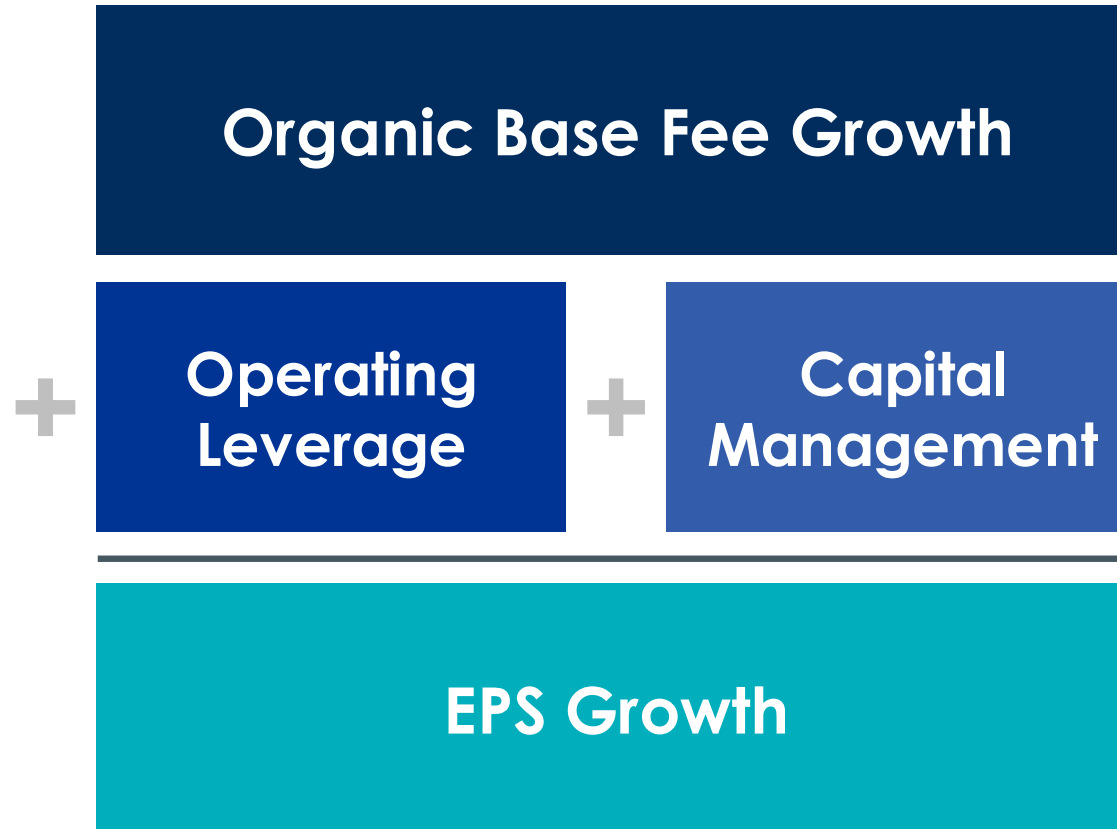 Organic Base Fee Growth
+
Operating
Leverage
+
Capital
Management
EPS Growth